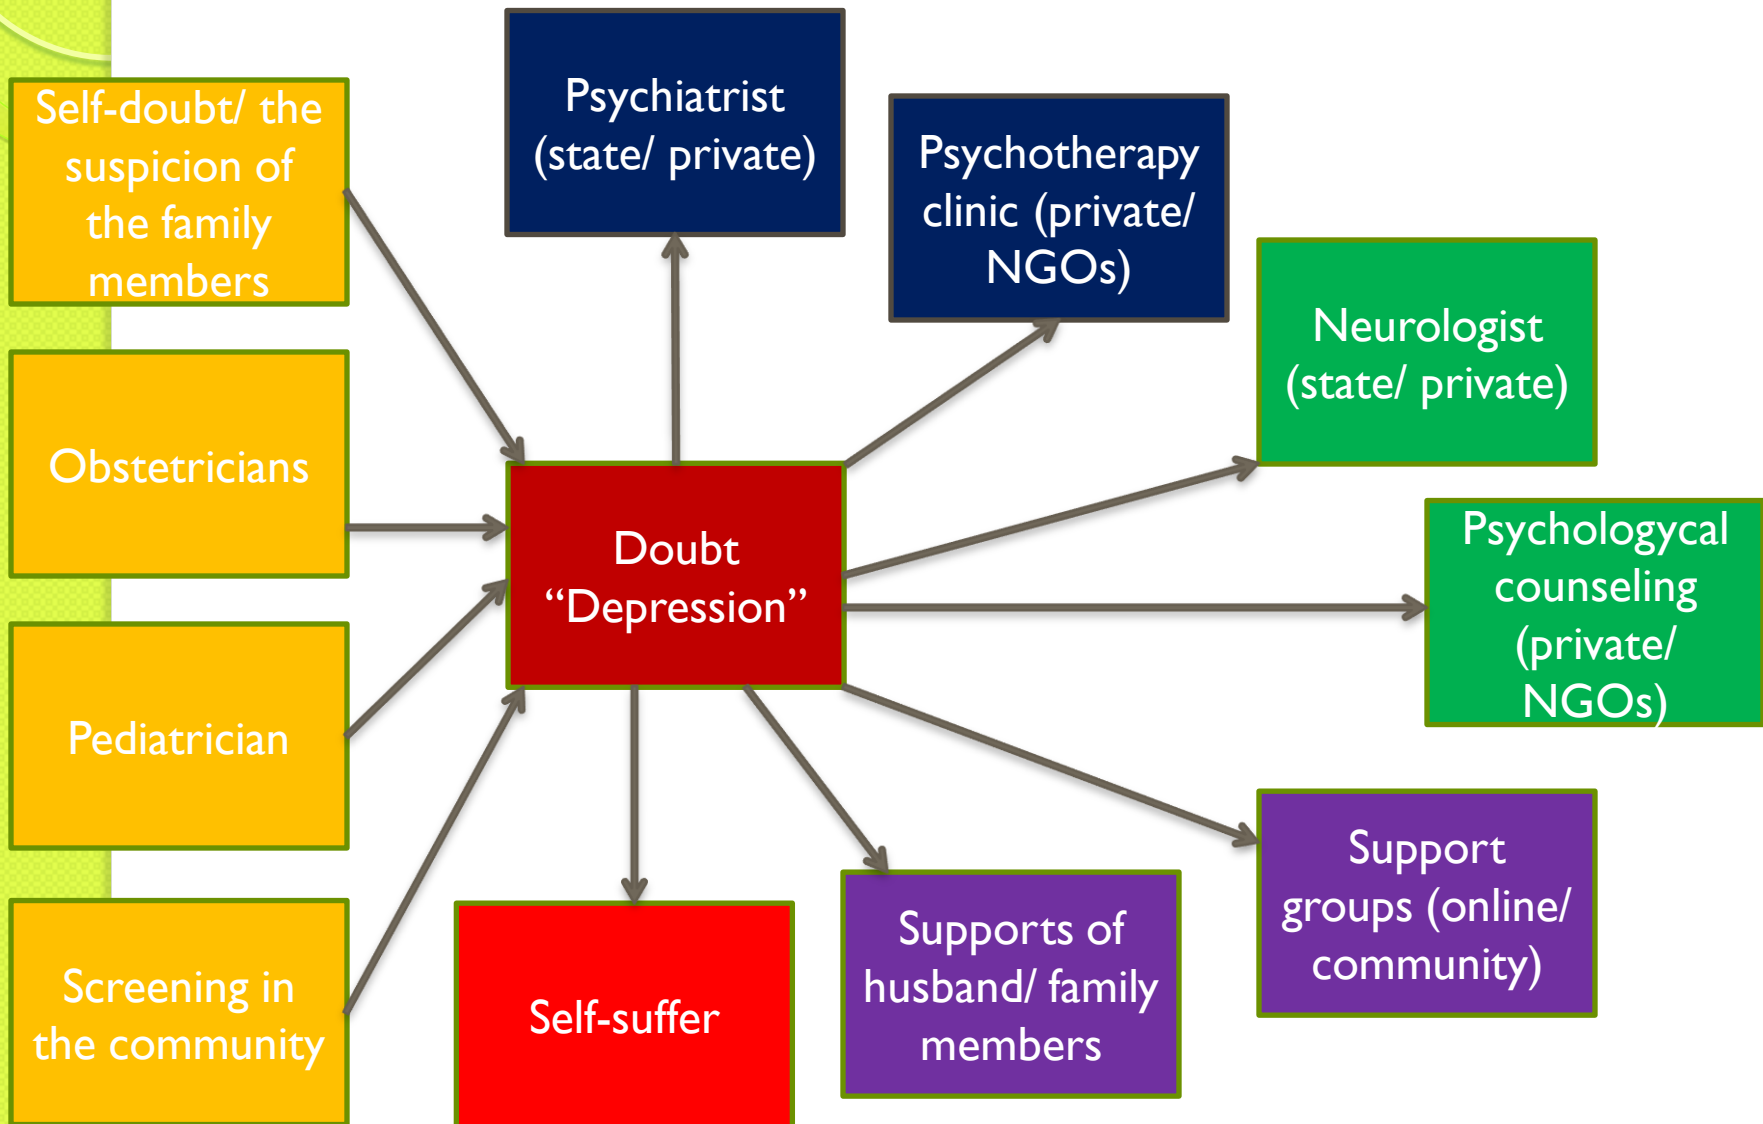 Self-doubt/ the
suspicion of
the family
members
Obstetricians
Pediatrician
Screening in
the community
Doubt
“Depression”
Psychiatrist
(state/ private)
Psychotherapy
clinic (private/
NGOs)
Neurologist
(state/ private)
Psychologycal
counseling
(private/
NGOs)
Support
groups (online/
community)
Supports of
husband/ family
members
Self-suffer